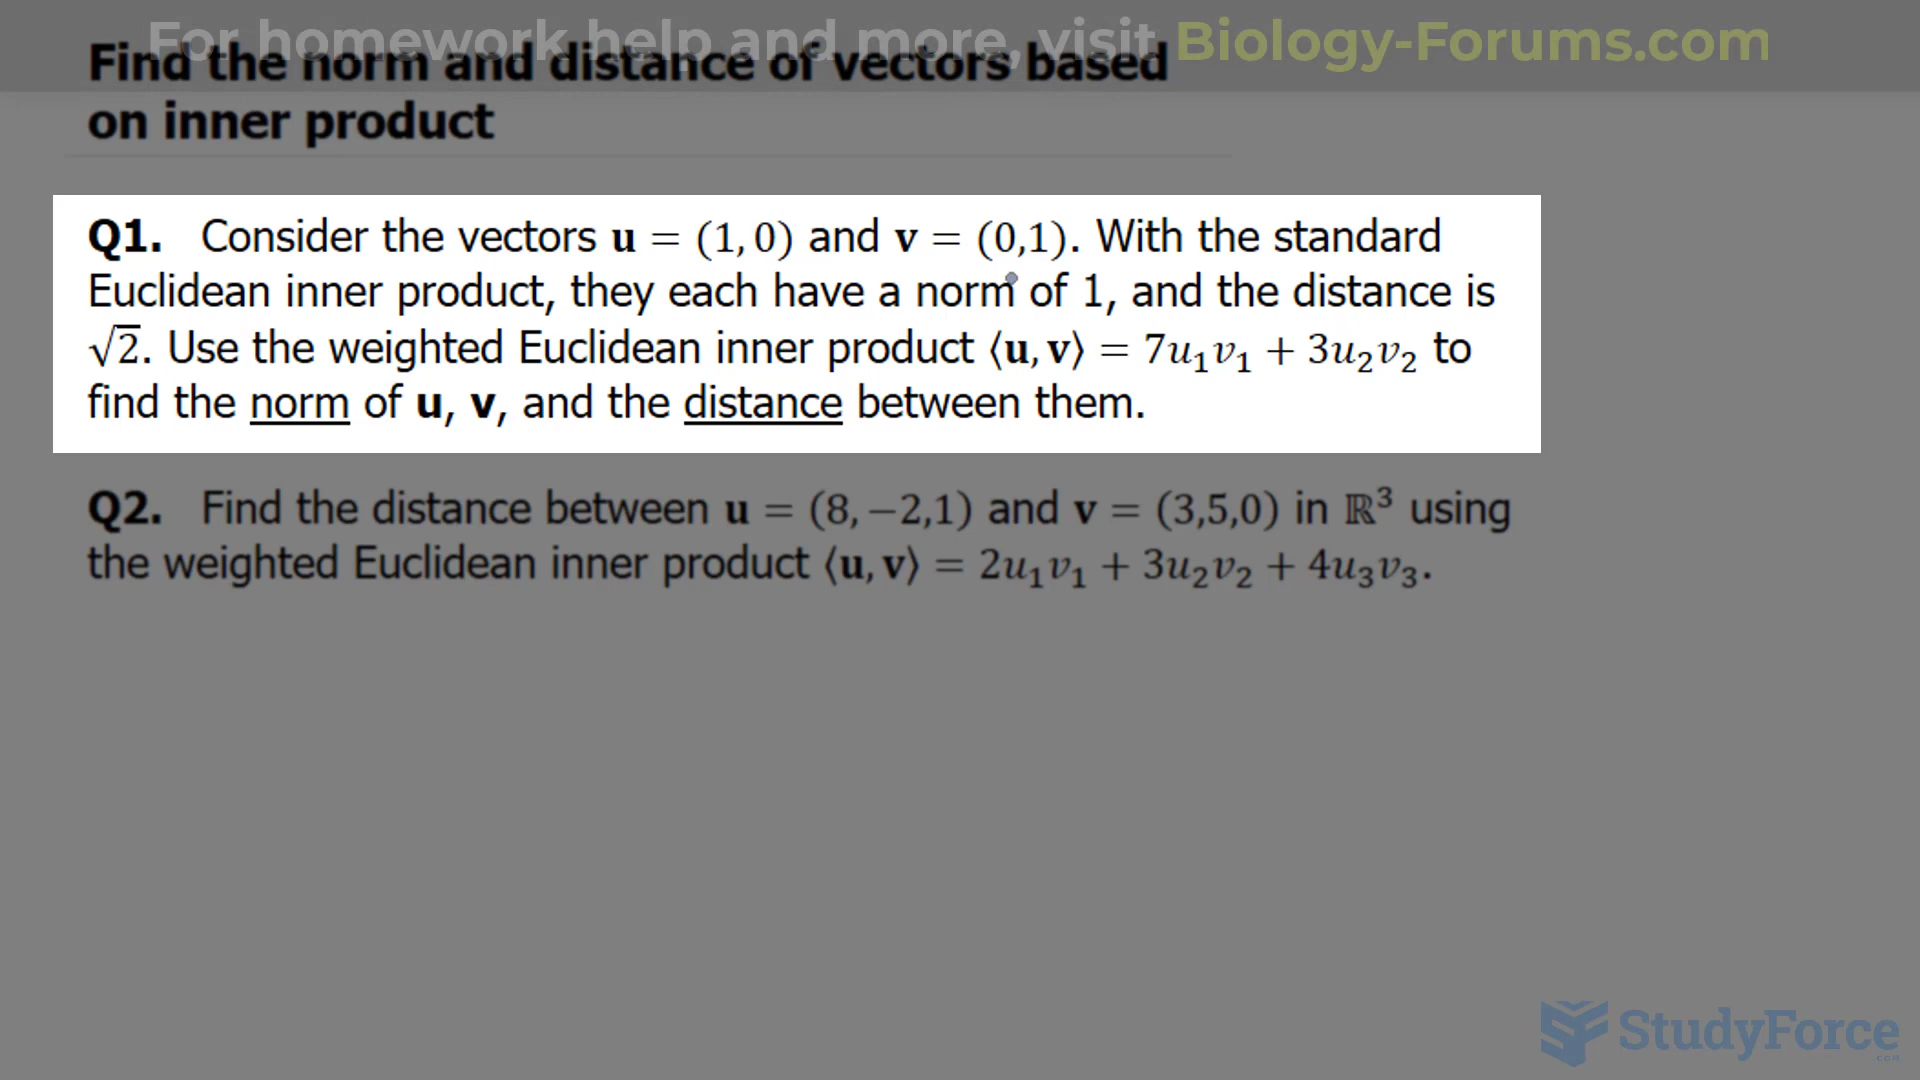 For homework help and more, visit Biology-Forums.com
Find the norm and distance of vectors based
on inner product
Q1. Consider the vectors u = (1, 0) and v = (0,1). With the standard
Euclidean inner product, they each have a norm of 1, and the distance is
√2. Use the weighted Euclidean inner product ⟨u, v⟩ = 7u₁v₁ + 3u₂v₂ to
find the norm of u, v, and the distance between them.
Q2. Find the distance between u = (8, −2,1) and v = (3,5,0) in ℝ³ using
the weighted Euclidean inner product ⟨u, v⟩ = 2u₁v₁ + 3u₂v₂ + 4u₃v₃.
StudyForce
.COM